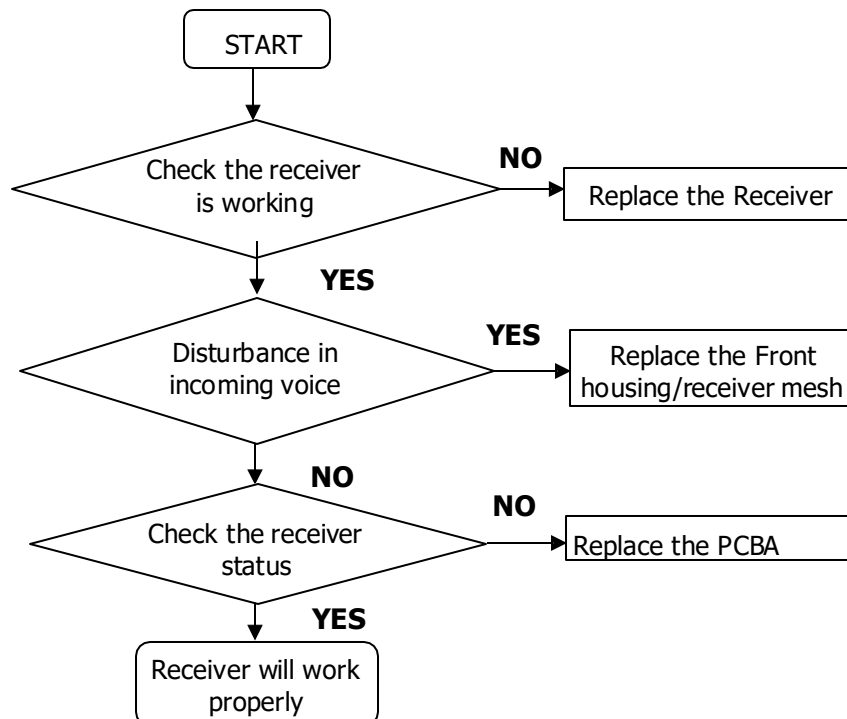 START
Check the receiver
is working
NO
Replace the Receiver
YES
Disturbance in
incoming voice
YES
Replace the Front
housing/receiver mesh
NO
Check the receiver
status
NO
Replace the PCBA
YES
Receiver will work
properly